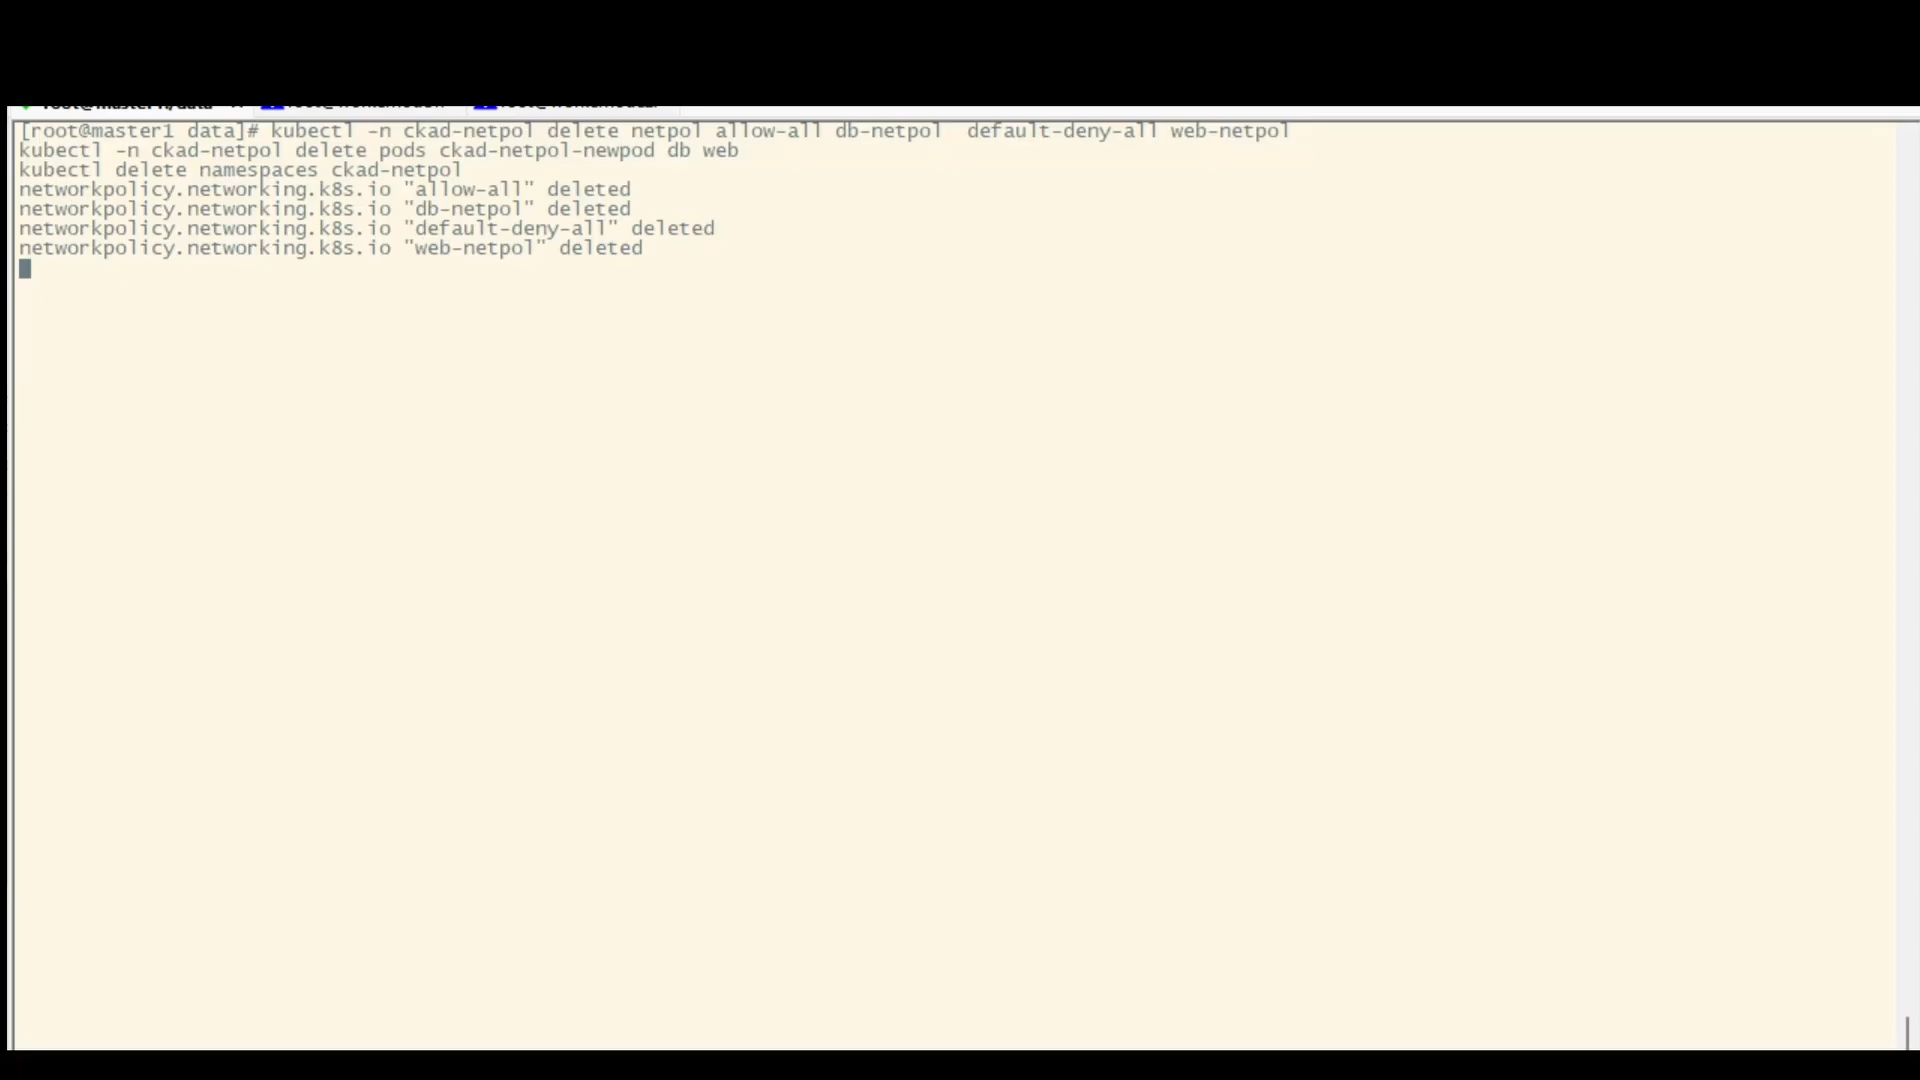 [root@master1 data]# kubectl -n ckad-netpol delete netpol allow-all db-netpol  default-deny-all web-netpol
kubectl -n ckad-netpol delete pods ckad-netpol-newpod db web
kubectl delete namespaces ckad-netpol
networkpolicy.networking.k8s.io "allow-all" deleted
networkpolicy.networking.k8s.io "db-netpol" deleted
networkpolicy.networking.k8s.io "default-deny-all" deleted
networkpolicy.networking.k8s.io "web-netpol" deleted